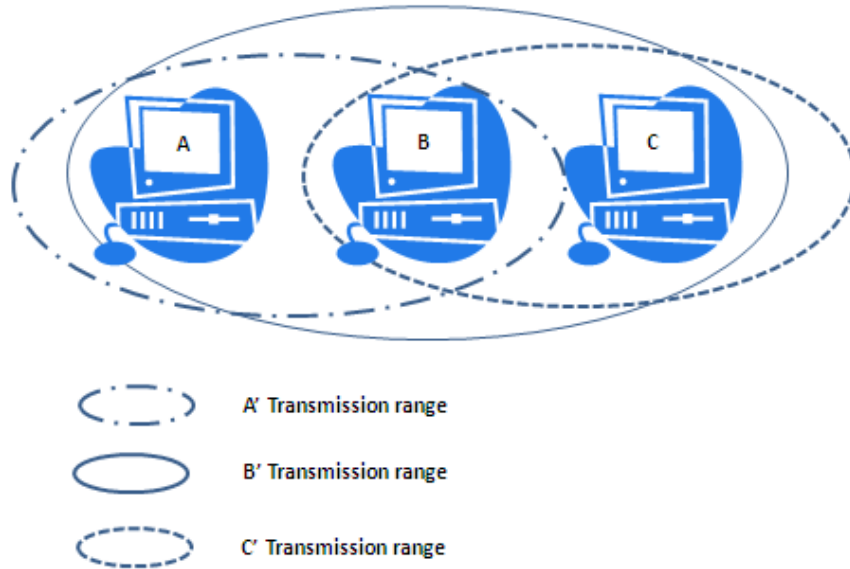 A B C
A' Transmission range
B' Transmission range
C' Transmission range